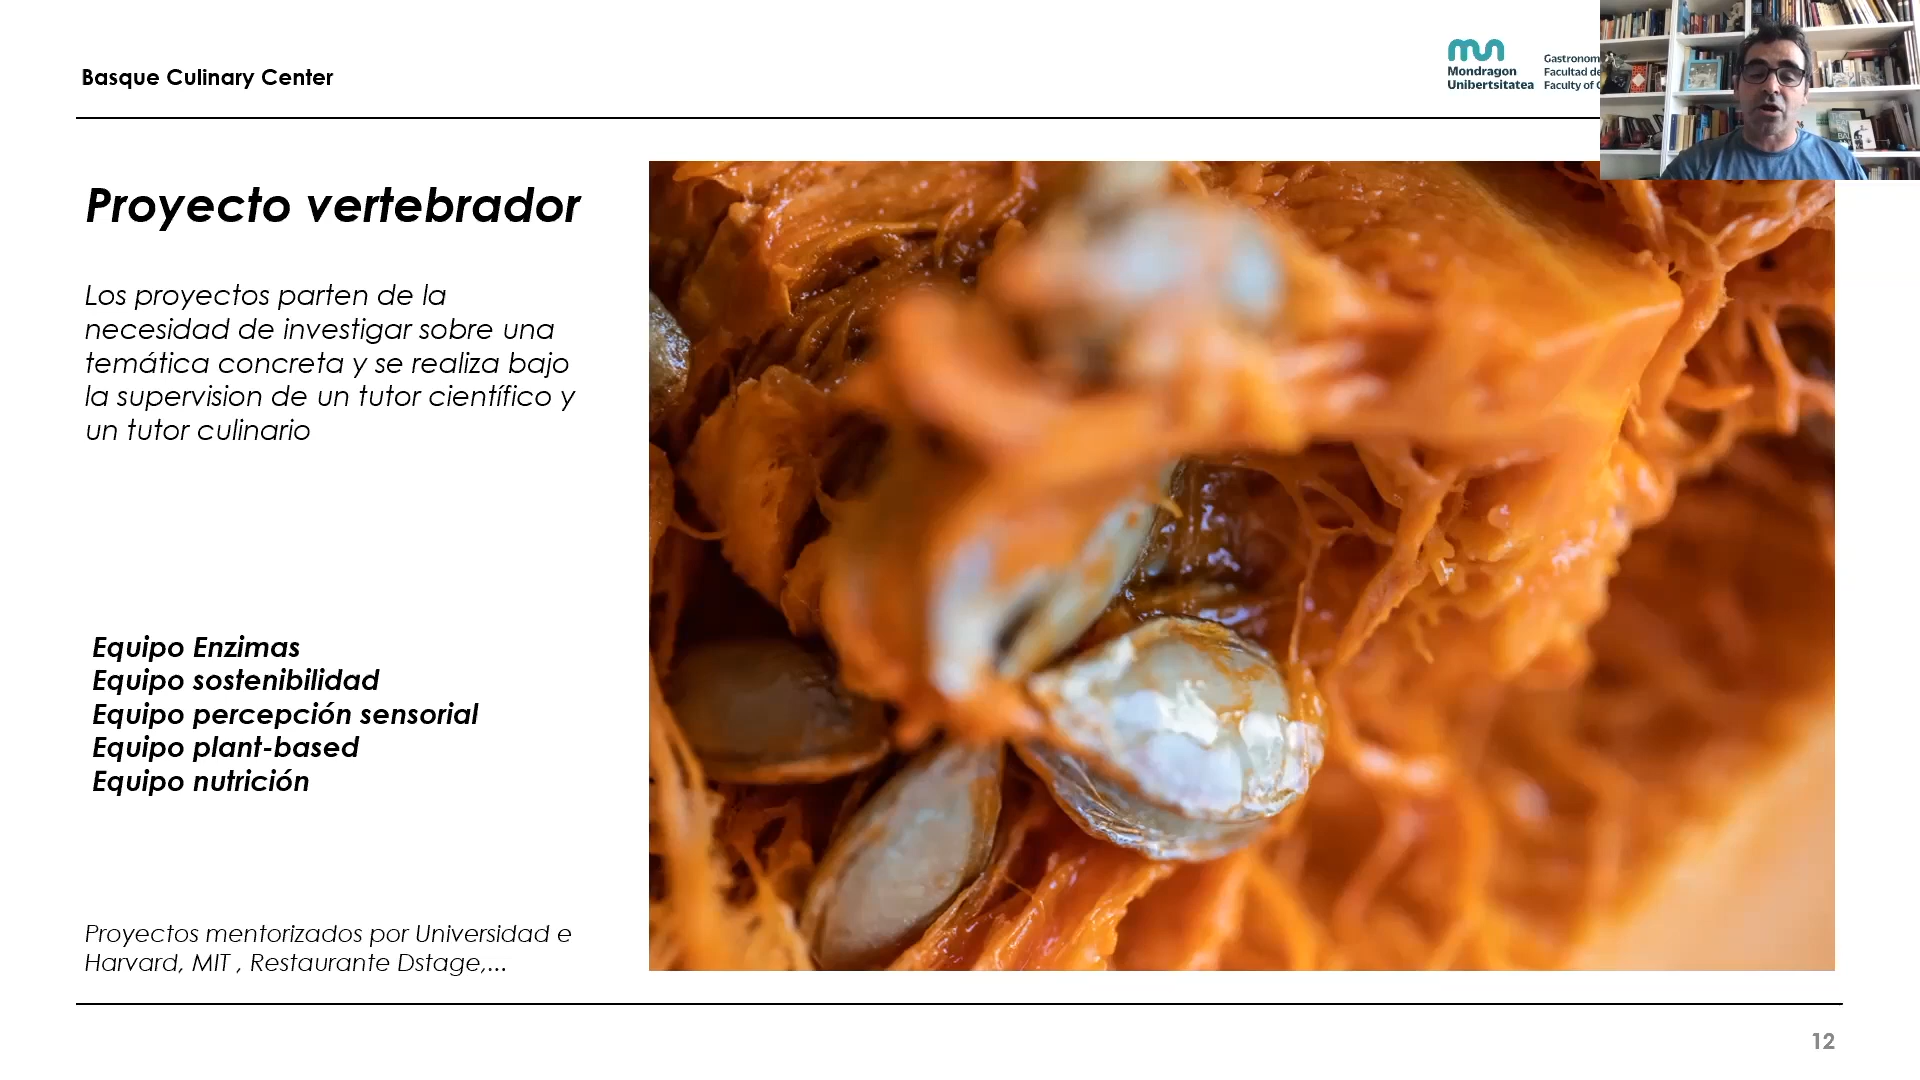 Basque Culinary Center
Mondragon
Unibertsitatea
Facultad de
Faculty of
Proyecto vertebrador
Los proyectos parten de la
necesidad de investigar sobre una
temática concreta y se realiza bajo
la supervision de un tutor científico y
un tutor culinario
Equipo Enzimas
Equipo sostenibilidad
Equipo percepción sensorial
Equipo plant-based
Equipo nutrición
Proyectos mentorizados por Universidad e
Harvard, MIT , Restaurante Dstage,...
12